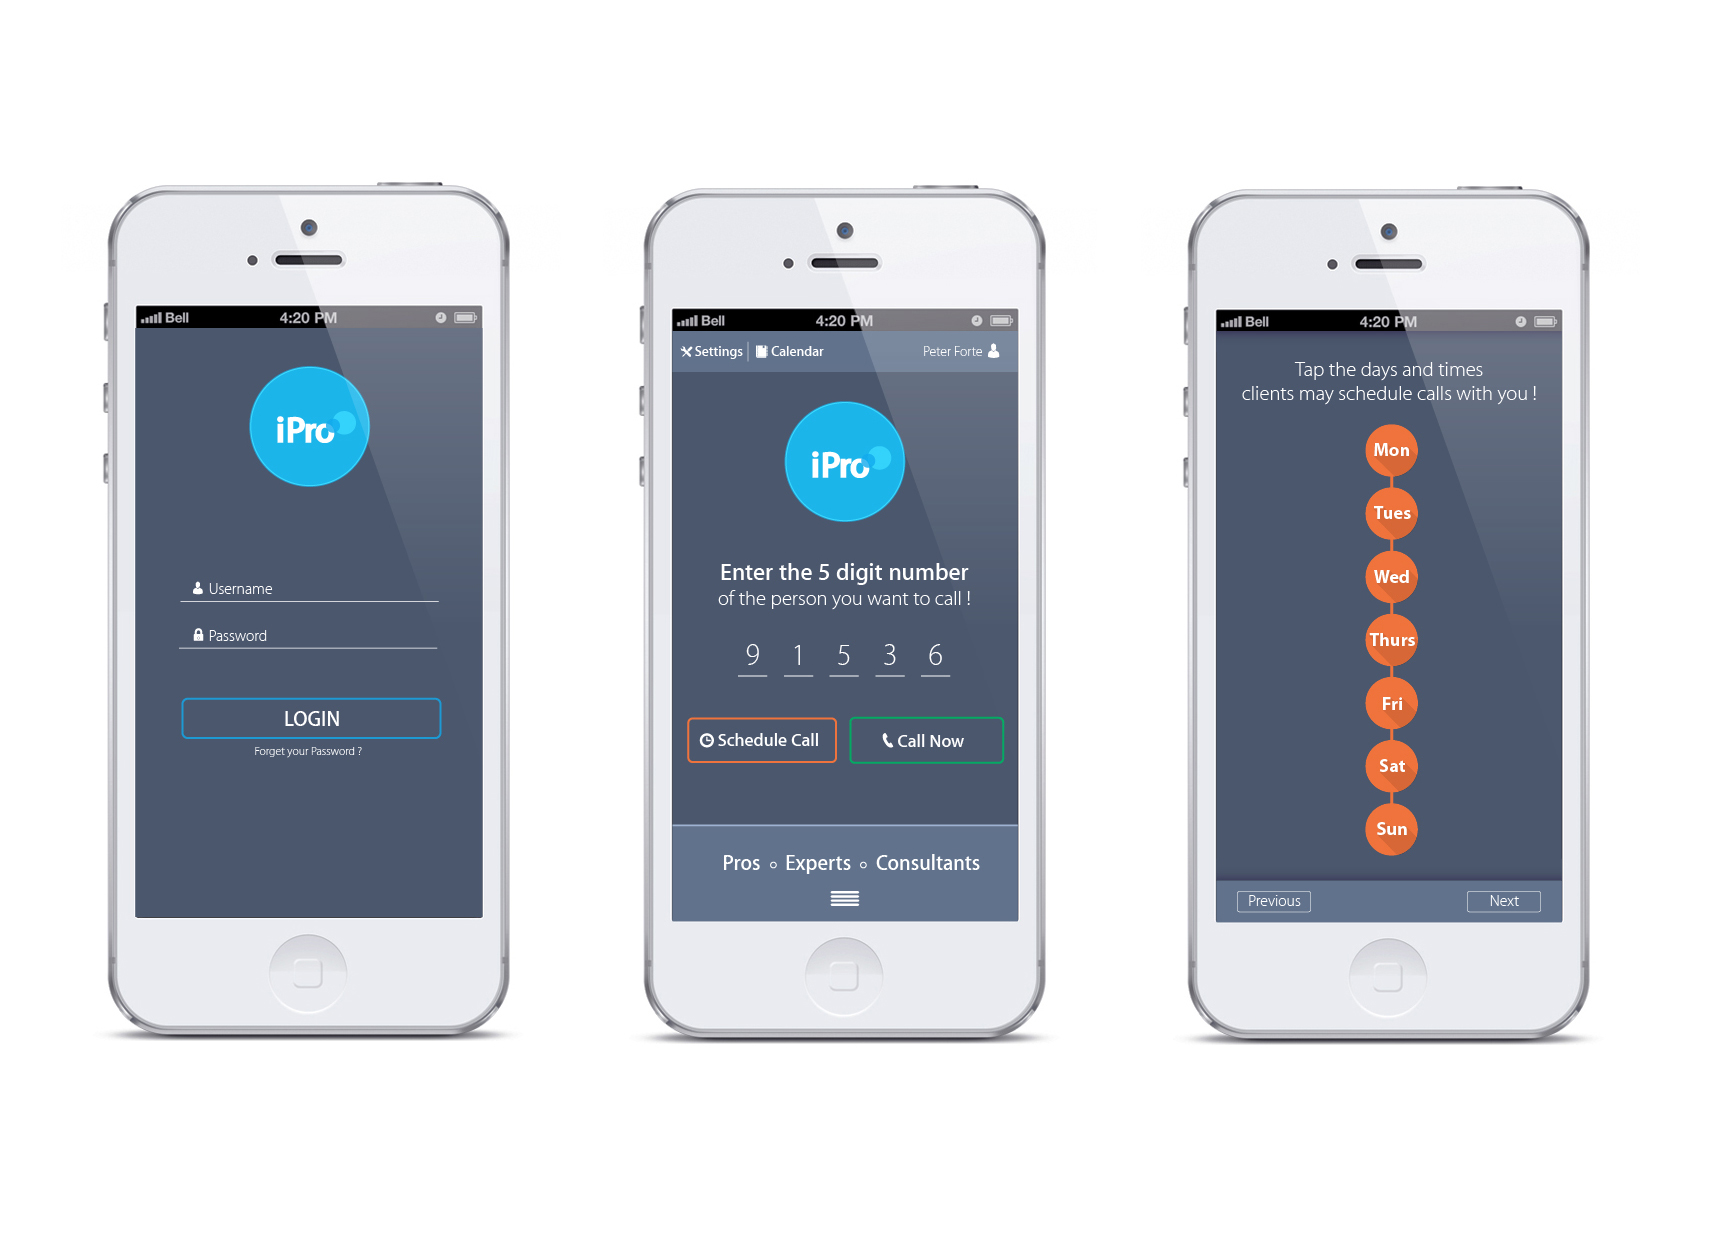 Bell 4:20 PM
iPro
Username
Password
LOGIN
Forget your Password ?
Bell 4:20 PM
Settings Calendar Peter Forte
iPro
Enter the 5 digit number
of the person you want to call !
9 1 5 3 6
Schedule Call Call Now
Pros Experts Consultants
Bell 4:20 PM
Tap the days and times
clients may schedule calls with you !
Mon
Tues
Wed
Thurs
Fri
Sat
Sun
Previous Next